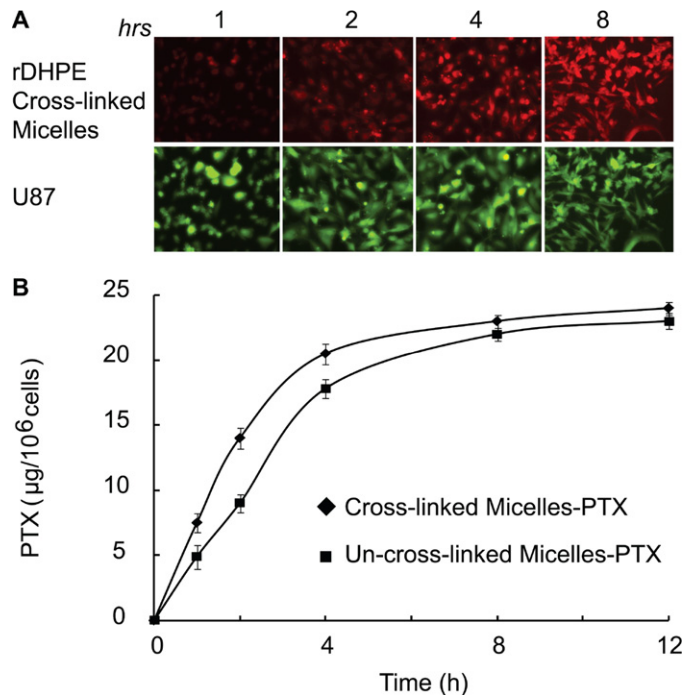 A
hrs 1 2 4 8
rDHPE
Cross-linked
Micelles
U87
B
25
20
15
10
5
0
PTX (μg/10⁶cells)
Cross-linked Micelles-PTX
Un-cross-linked Micelles-PTX
0 4 8 12
Time (h)